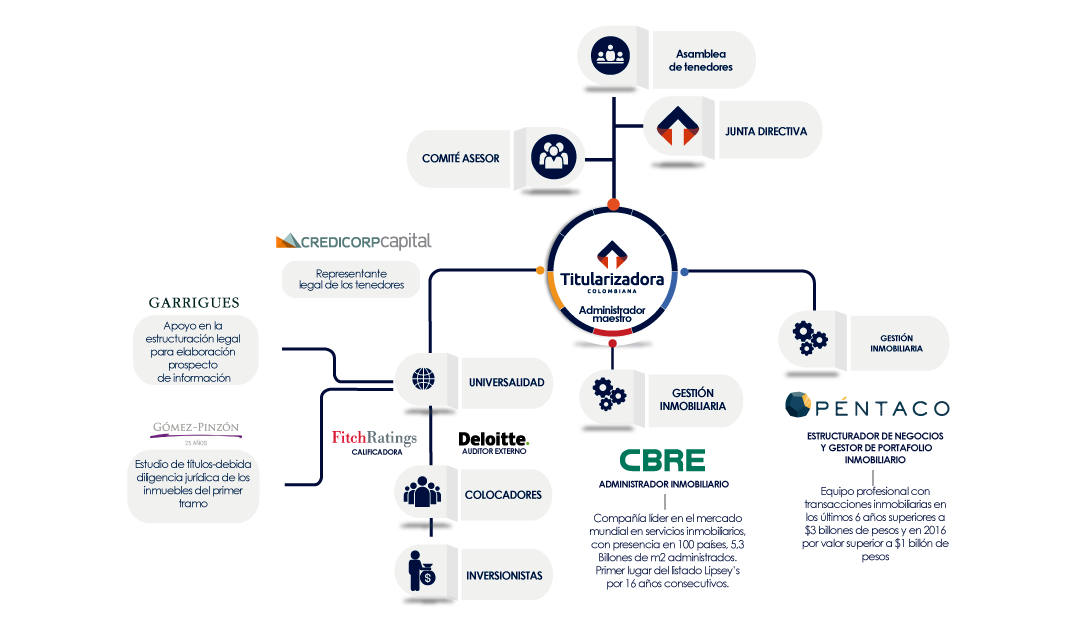 Asamblea
de tenedores
JUNTA DIRECTIVA
COMITÉ ASESOR
Titularizadora
COLOMBIANA
Administrador
maestro
CREDICORPcapital
Representante
legal de los tenedores
GARRIGUES
Apoyo en la
estructuración legal
para elaboración
prospecto
de información
GÓMEZ-PINZÓN
25 AÑOS
Estudio de títulos-debida
diligencia jurídica de los
inmuebles del primer
tramo
UNIVERSALIDAD
FitchRatings
CALIFICADORA
Deloitte.
AUDITOR EXTERNO
COLOCADORES
INVERSIONISTAS
GESTIÓN
INMOBILIARIA
CBRE
ADMINISTRADOR INMOBILIARIO
Compañía líder en el mercado
mundial en servicios inmobiliarios,
con presencia en 100 países, 5,3
Billones de m2 administrados.
Primer lugar del listado Lipsey`s
por 16 años consecutivos.
GESTIÓN
INMOBILIARIA
PÉNTACO
ESTRUCTURADOR DE NEGOCIOS
Y GESTOR DE PORTAFOLIO
INMOBILIARIO
Equipo profesional con
transacciones inmobiliarias en
los últimos 6 años superiores a
$3 billones de pesos y en 2016
por valor superior a $1 billón de
pesos